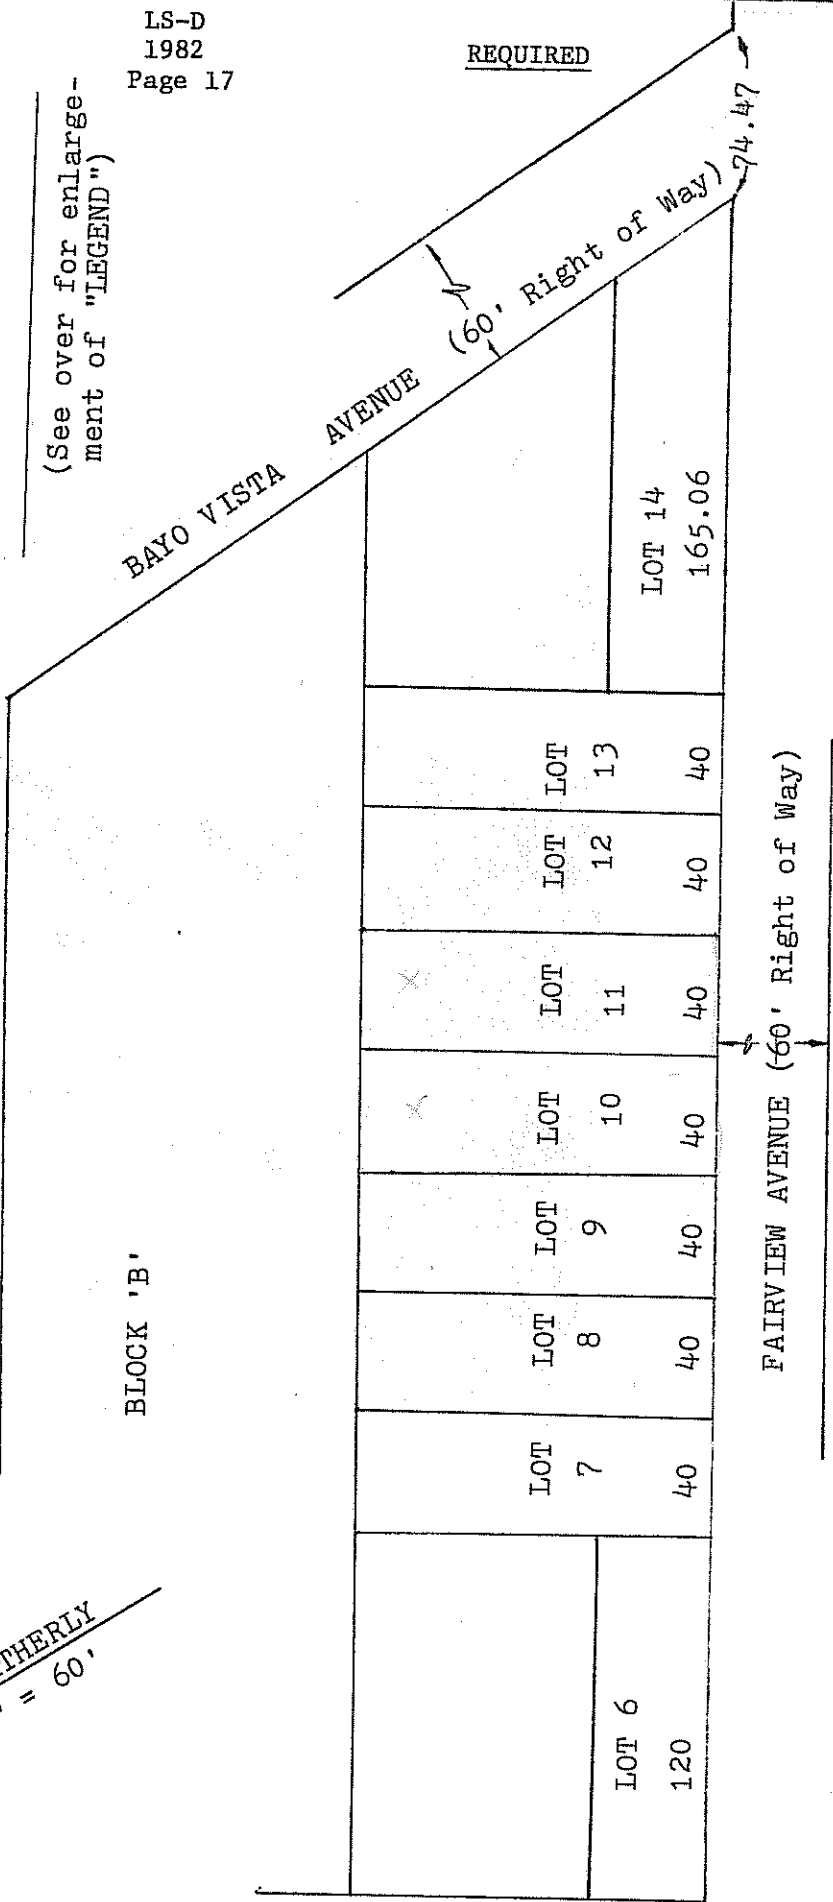 LS-D
1982
Page 17
REQUIRED
(See over for enlarge-
ment of "LEGEND")
74.47
BAYO VISTA AVENUE (60' Right of Way)
LOT 14
165.06
LOT
13
40
LOT
12
40
LOT
11
40
LOT
10
40
LOT
9
40
LOT
8
40
LOT
7
40
LOT 6
120
FAIRVIEW AVENUE (60' Right of Way)
BLOCK 'B'
THERLY
= 60'